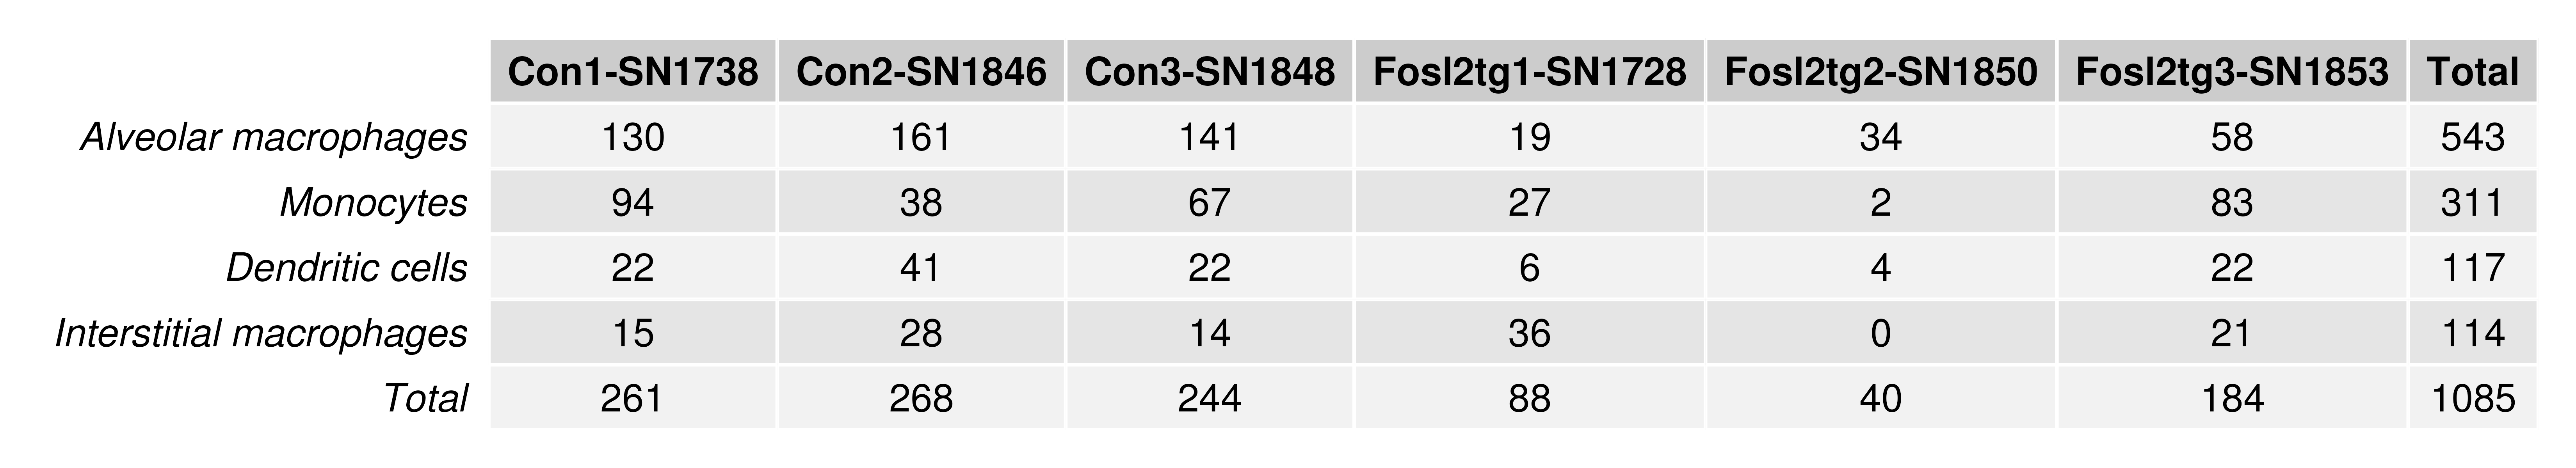 Con1-SN1738 Con2-SN1846 Con3-SN1848 Fosl2tg1-SN1728 Fosl2tg2-SN1850 Fosl2tg3-SN1853 Total
Alveolar macrophages 130 161 141 19 34 58 543
Monocytes 94 38 67 27 2 83 311
Dendritic cells 22 41 22 6 4 22 117
Interstitial macrophages 15 28 14 36 0 21 114
Total 261 268 244 88 40 184 1085